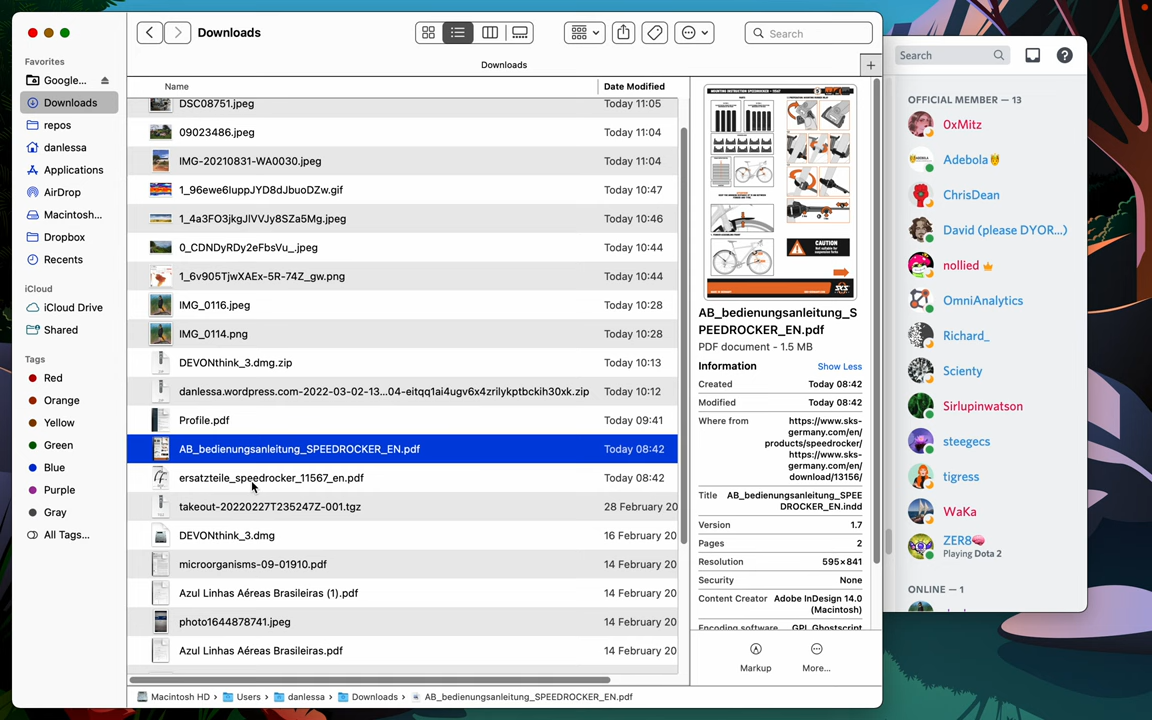 Downloads
Search
Downloads
Favorites
Google...
Downloads
repos
danlessa
Applications
AirDrop
Macintosh...
Dropbox
Recents
iCloud
iCloud Drive
Shared
Tags
Red
Orange
Yellow
Green
Blue
Purple
Gray
All Tags...
Name
Date Modified
DSC08751.jpeg
Today 11:05
09023486.jpeg
Today 11:04
IMG-20210831-WA0030.jpeg
Today 11:04
1_96ewe6IuppJYD8dJbuoDZw.gif
Today 10:47
1_4a3FO3jkgJIVVJy8SZa5Mg.jpeg
Today 10:46
0_CDNDyRDy2eFbsVu_.jpeg
Today 10:44
1_6v905TjwXAEx-5R-74Z_gw.png
Today 10:44
IMG_0116.jpeg
Today 10:28
IMG_0114.png
Today 10:28
DEVONthink_3.dmg.zip
Today 10:13
danlessa.wordpress.com-2022-03-02-13...04-eitqq1ai4ugv6x4zrilykptbckih30xk.zip
Today 10:12
Profile.pdf
Today 09:41
AB_bedienungsanleitung_SPEEDROCKER_EN.pdf
Today 08:42
ersatzteile_speedrocker_11567_en.pdf
Today 08:42
takeout-20220227T235247Z-001.tgz
28 February 20
DEVONthink_3.dmg
16 February 20
microorganisms-09-01910.pdf
14 February 20
Azul Linhas Aéreas Brasileiras (1).pdf
14 February 20
photo1644878741.jpeg
14 February 20
Azul Linhas Aéreas Brasileiras.pdf
14 February 20
Macintosh HD › Users › danlessa › Downloads › AB_bedienungsanleitung_SPEEDROCKER_EN.pdf
CAUTION
AB_bedienungsanleitung_S
PEEDROCKER_EN.pdf
PDF document - 1.5 MB
Information
Show Less
Created
Today 08:42
Modified
Today 08:42
Where from
https://www.sks-
germany.com/en/
products/speedrocker/
https://www.sks-
germany.com/en/
download/13156/
Title
AB_bedienungsanleitung_SPEE
DROCKER_EN.indd
Version
1.7
Pages
2
Resolution
595×841
Security
None
Content Creator
Adobe InDesign 14.0
(Macintosh)
Encoding software
GPL Ghostscript
Markup
More...
Search
OFFICIAL MEMBER — 13
0xMitz
Adebola
ChrisDean
David (please DYOR...)
nollied
OmniAnalytics
Richard_
Scienty
Sirlupinwatson
steegecs
tigress
WaKa
ZER8
Playing Dota 2
ONLINE — 1